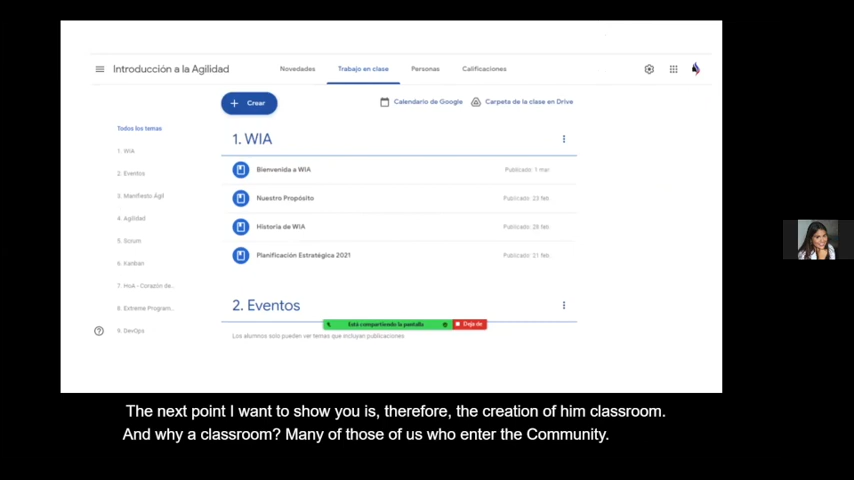 Introducción a la Agilidad
Novedades
Trabajo en clase
Personas
Calificaciones
Crear
Calendario de Google
Carpeta de la clase en Drive
Todos los temas
1. WIA
2. Eventos
3. Manifiesto Ágil
4. Agilidad
5. Scrum
6. Kanban
7. HoA - Corazón de..
8. Extreme Program..
9. DevOps
1. WIA
Bienvenida a WIA
Publicado: 1 mar
Nuestro Propósito
Publicado: 23 feb
Historia de WIA
Publicado: 28 feb
Planificación Estratégica 2021
Publicado: 21 feb
2. Eventos
Está compartiendo la pantalla
Deja de
Los alumnos solo pueden ver temas que incluyan publicaciones
The next point I want to show you is, therefore, the creation of him classroom.
And why a classroom? Many of those of us who enter the Community.